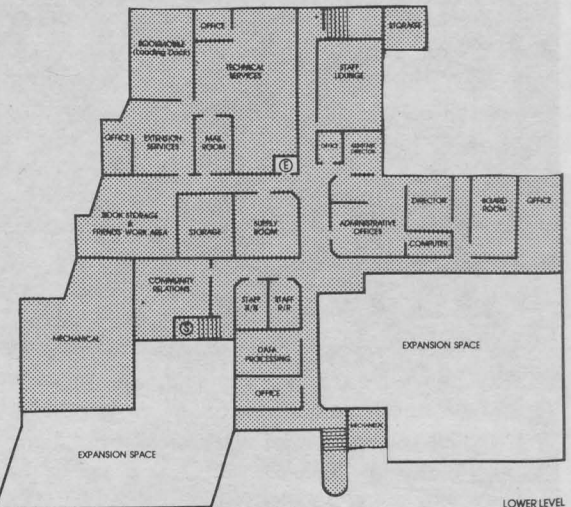 OFFICE
STORAGE
BOOKMOBILE
(Loading Dock)
TECHNICAL
SERVICES
STAFF
LOUNGE
OFFICE
EXTENSION
SERVICES
MAIL
ROOM
OFFICE
ASSISTANT
DIRECTOR
E
BOOK STORAGE
&
FRIENDS' WORK AREA
STORAGE
SUPPLY
ROOM
ADMINISTRATIVE
OFFICES
DIRECTOR
COMPUTER
BOARD
ROOM
OFFICE
COMMUNITY
RELATIONS
STAFF
R/R
STAFF
R/R
MECHANICAL
S
DATA
PROCESSING
EXPANSION SPACE
OFFICE
MECHANICAL
EXPANSION SPACE
LOWER LEVEL